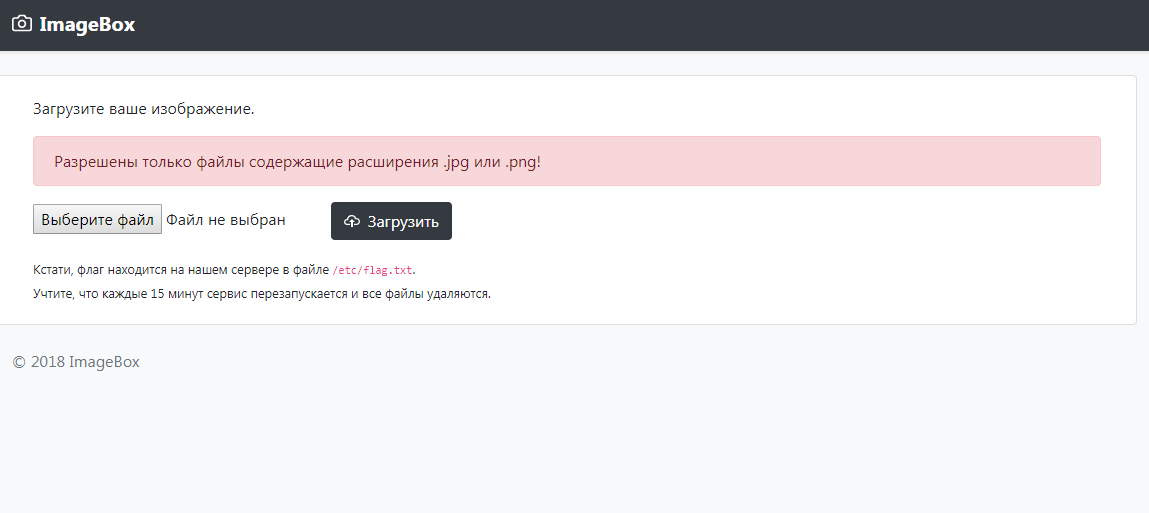 ImageBox
Загрузите ваше изображение.
Разрешены только файлы содержащие расширения .jpg или .png!
Выберите файл Файл не выбран Загрузить
Кстати, флаг находится на нашем сервере в файле /etc/flag.txt.
Учтите, что каждые 15 минут сервис перезапускается и все файлы удаляются.
© 2018 ImageBox